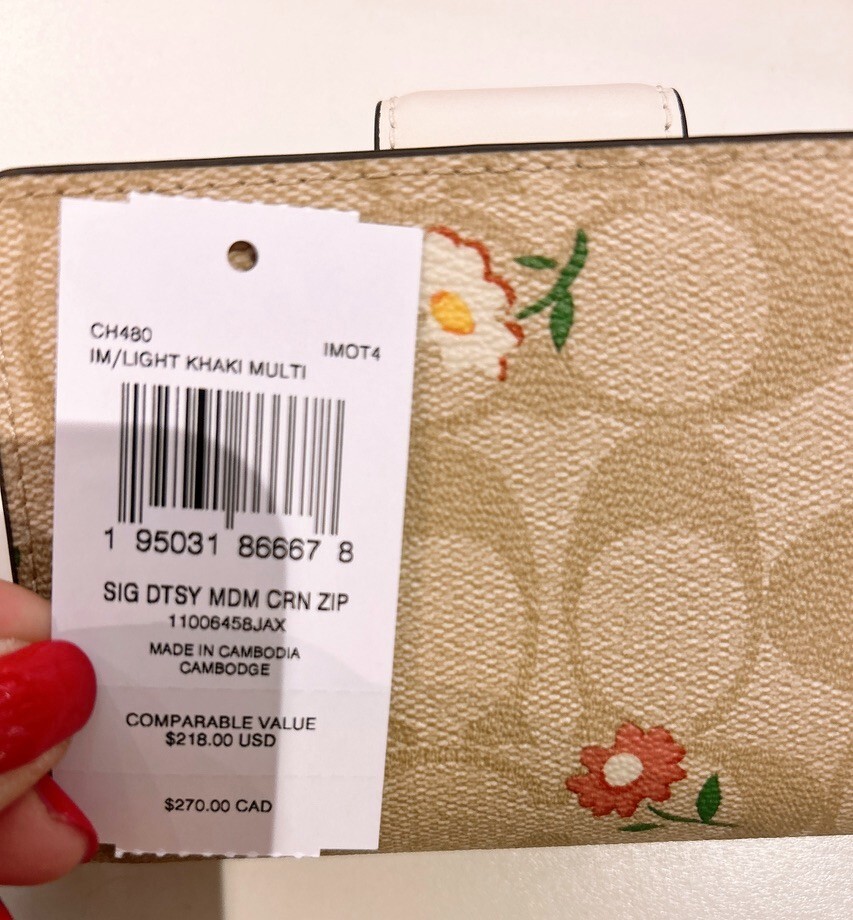 CH480
IMOT4
IM/LIGHT KHAKI MULTI
1 95031 86667 8
SIG DTSY MDM CRN ZIP
11006458JAX
MADE IN CAMBODIA
CAMBODGE
COMPARABLE VALUE
$218.00 USD
$270.00 CAD